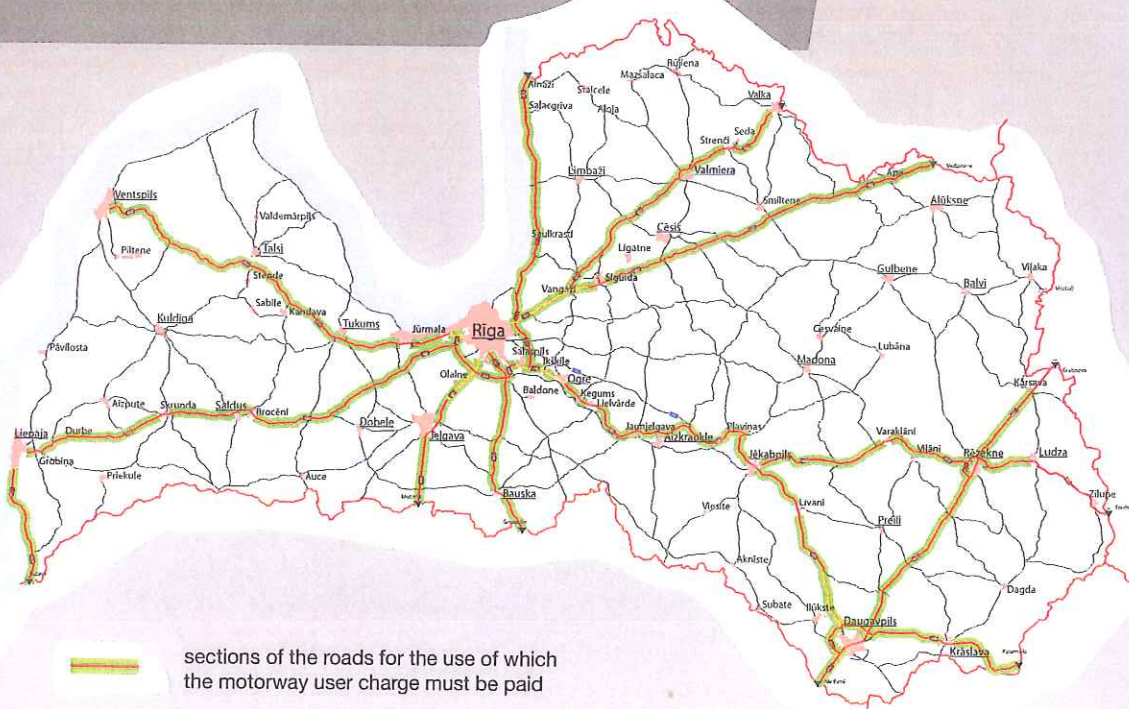 Rūjiena
Mazsalaca
Ainaži
Staicele
Valka
Salacgrīva
Aloja
Seda
Strenči
Limbaži
Valmiera
Ape
Ventspils
Alūksne
Smiltene
Valdemārpils
Cēsis
Saulkrasti
Piltene
Talsi
Līgatne
Stende
Sigulda
Gulbene
Viļaka
Vangaži
Balvi
Sabile
Kandava
Kuldīga
Tukums
Jūrmala
Rīga
Cesvaine
Lubāna
Pāvilosta
Salaspils
Ikšķile
Madona
Olaine
Ogre
Baldone
Ķegums
Kārsava
Aizpute
Skrunda
Saldus
Brocēni
Lielvārde
Dobele
Jelgava
Jaunjelgava
Pļaviņas
Varakļāni
Liepāja
Durbe
Aizkraukle
Viļāni
Rēzekne
Ludza
Grobiņa
Jēkabpils
Priekule
Auce
Bauska
Zilupe
Līvāni
Viesīte
Preiļi
Aknīste
Dagda
Subate
Ilūkste
Daugavpils
Krāslava
sections of the roads for the use of which
the motorway user charge must be paid